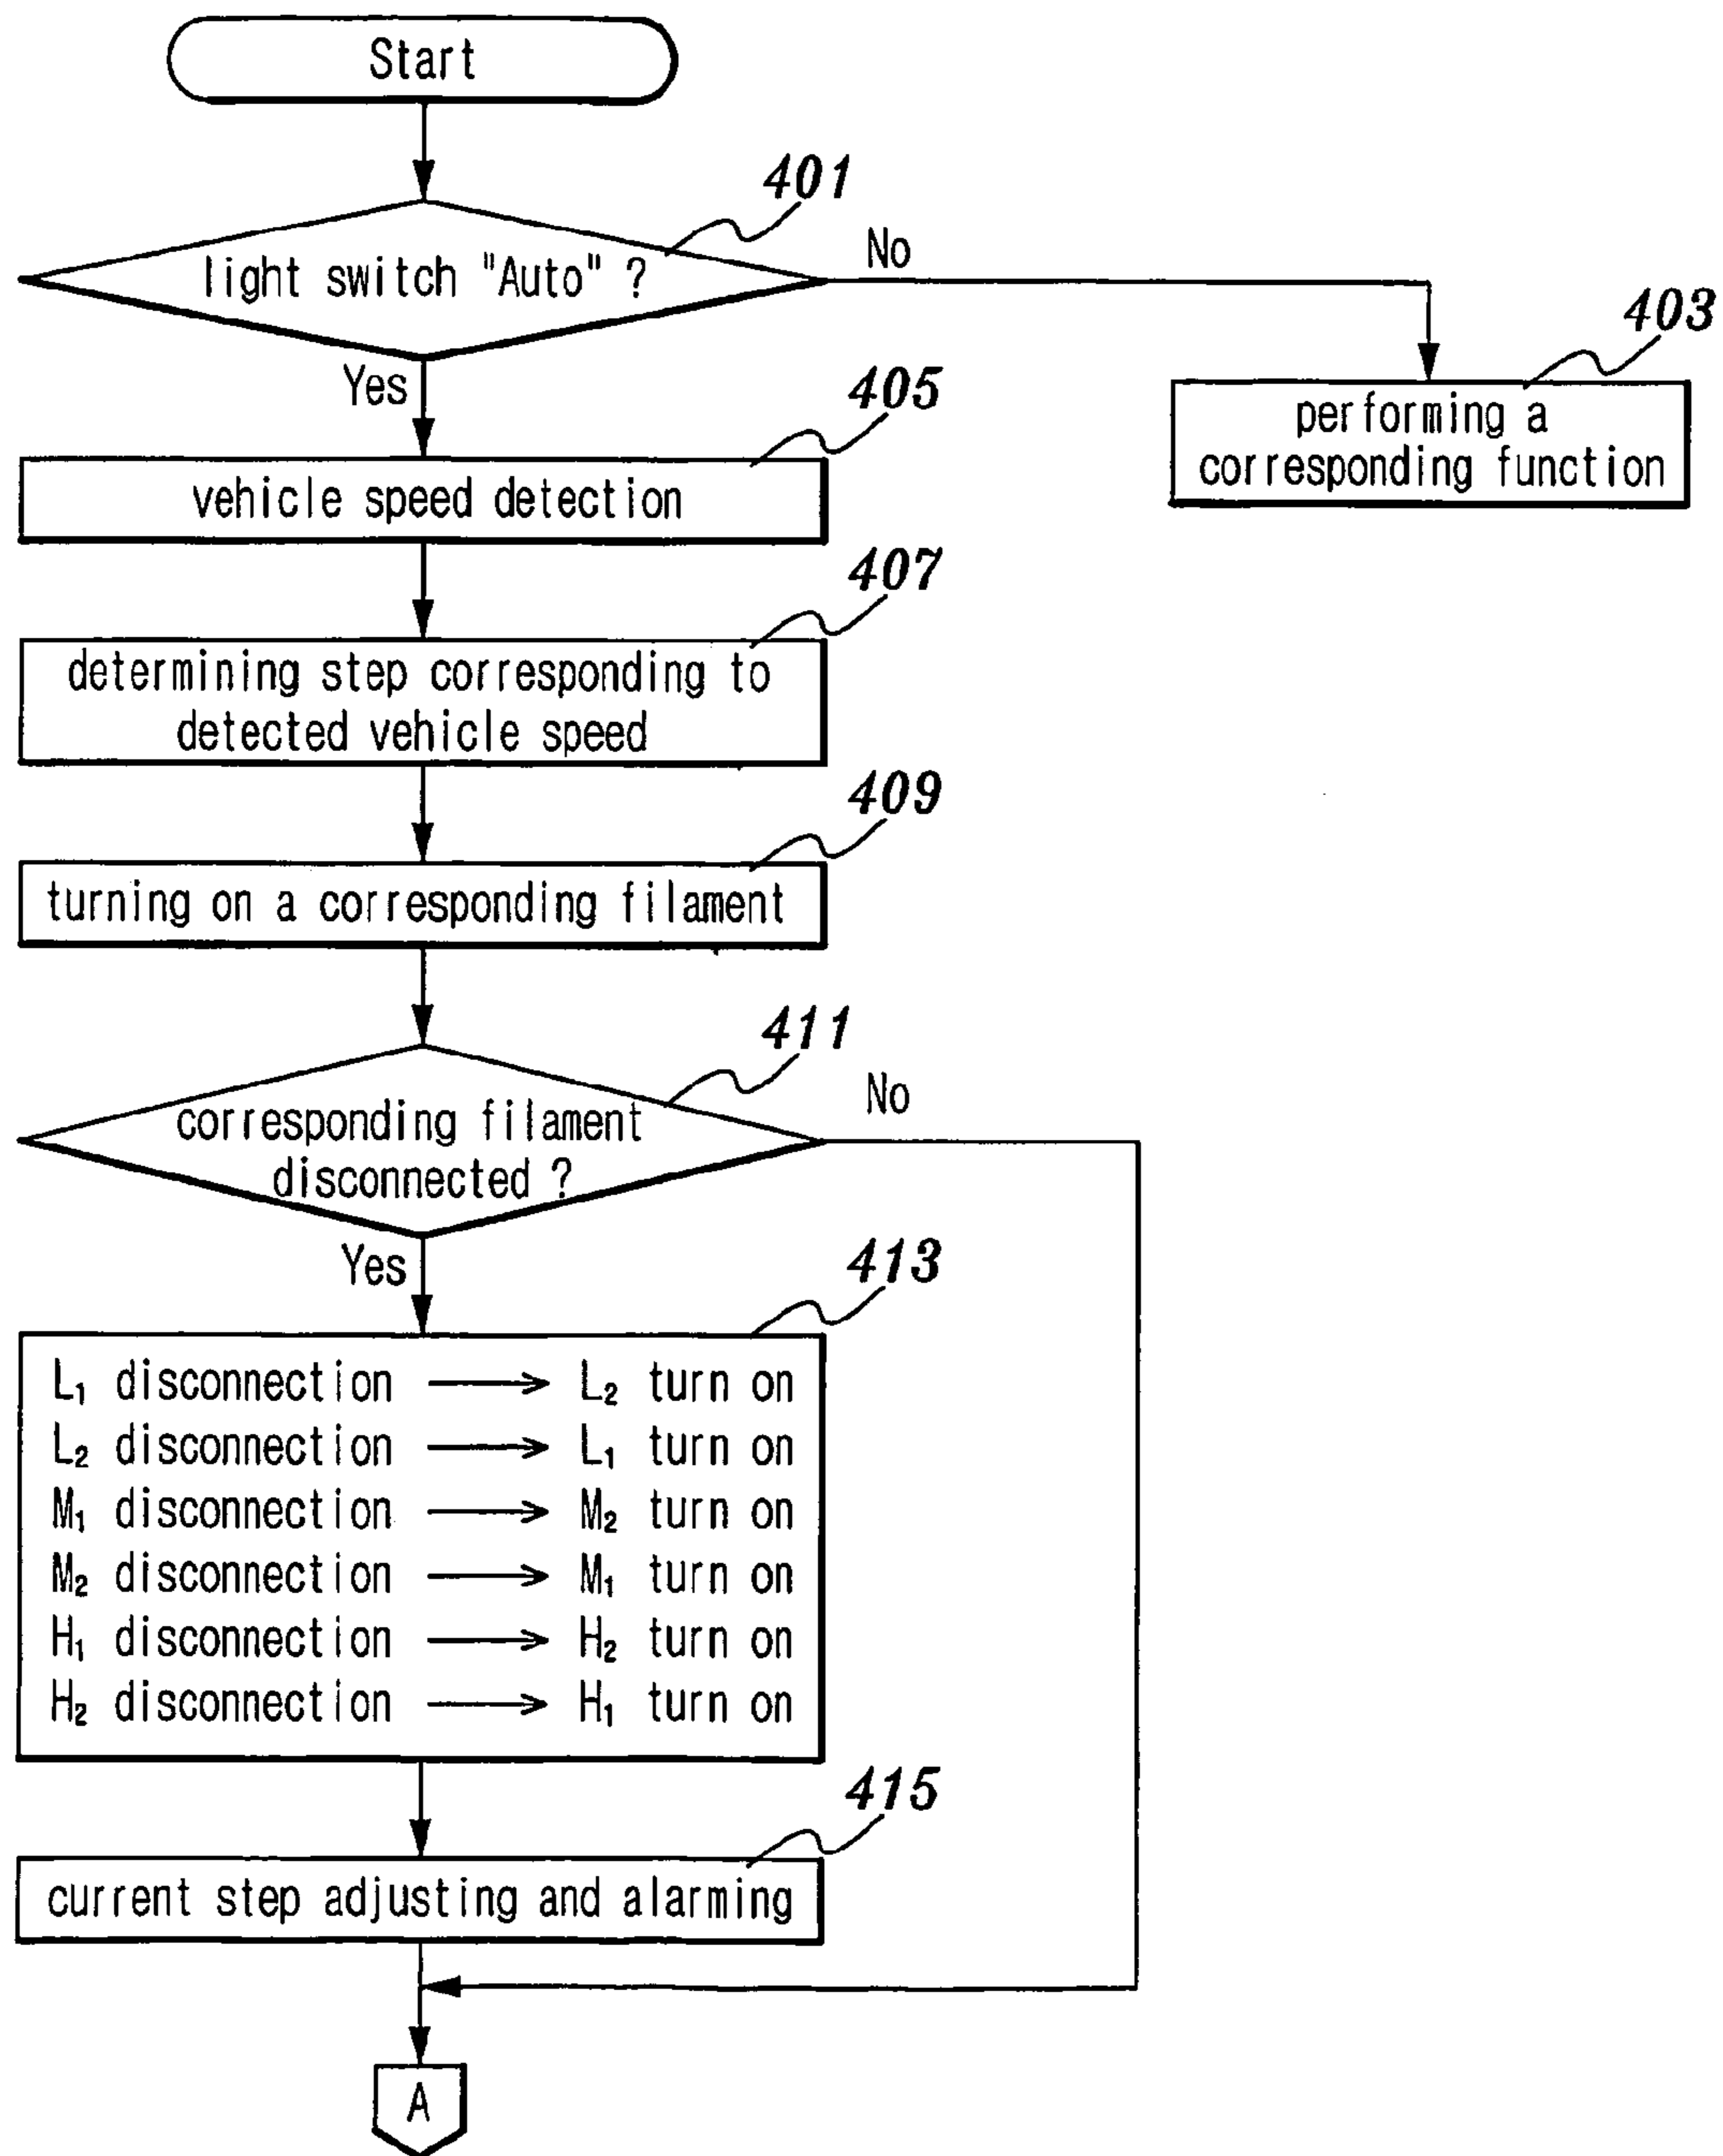 Start
401
light switch "Auto" ?
No
403
performing a
corresponding function
Yes
405
vehicle speed detection
407
determining step corresponding to
detected vehicle speed
409
turning on a corresponding filament
411
corresponding filament
disconnected ?
No
Yes
413
L₁ disconnection → L₂ turn on
L₂ disconnection → L₁ turn on
M₁ disconnection → M₂ turn on
M₂ disconnection → M₁ turn on
H₁ disconnection → H₂ turn on
H₂ disconnection → H₁ turn on
415
current step adjusting and alarming
A